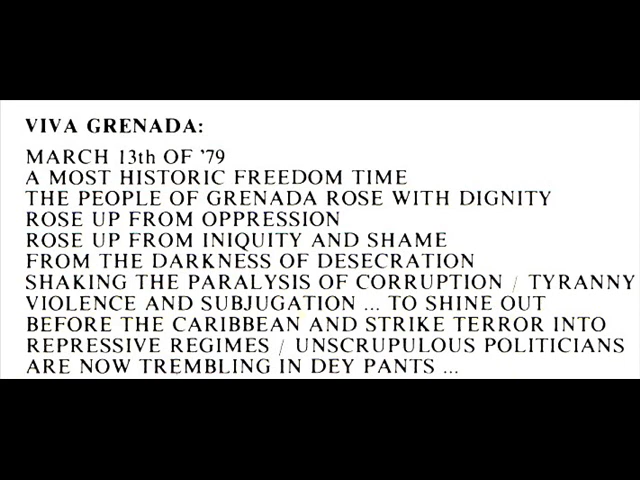 VIVA GRENADA:
MARCH 13th OF '79
A MOST HISTORIC FREEDOM TIME
THE PEOPLE OF GRENADA ROSE WITH DIGNITY
ROSE UP FROM OPPRESSION
ROSE UP FROM INIQUITY AND SHAME
FROM THE DARKNESS OF DESECRATION
SHAKING THE PARALYSIS OF CORRUPTION / TYRANNY
VIOLENCE AND SUBJUGATION ... TO SHINE OUT
BEFORE THE CARIBBEAN AND STRIKE TERROR INTO
REPRESSIVE REGIMES / UNSCRUPULOUS POLITICIANS
ARE NOW TREMBLING IN DEY PANTS ...